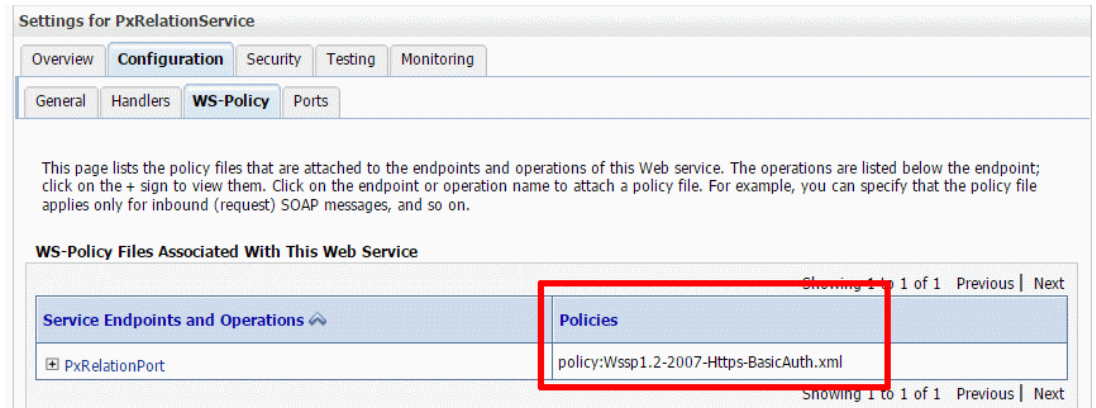 Settings for PxRelationService
Overview Configuration Security Testing Monitoring
General Handlers WS-Policy Ports
This page lists the policy files that are attached to the endpoints and operations of this Web service. The operations are listed below the endpoint;
click on the + sign to view them. Click on the endpoint or operation name to attach a policy file. For example, you can specify that the policy file
applies only for inbound (request) SOAP messages, and so on.
WS-Policy Files Associated With This Web Service
Showing 1 to 1 of 1 Previous | Next
Service Endpoints and Operations Policies
PxRelationPort policy:Wssp1.2-2007-Https-BasicAuth.xml
Showing 1 to 1 of 1 Previous | Next